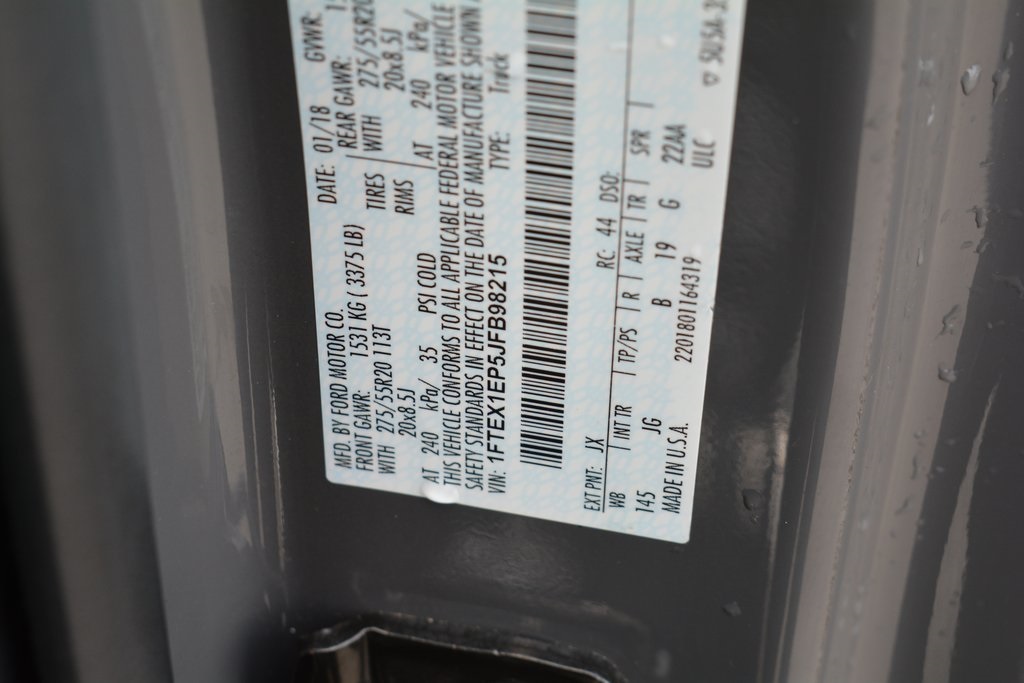 MFD. BY FORD MOTOR CO.
DATE: 01/18 GVWR:
FRONT GAWR: 1531 KG ( 3375 LB)
REAR GAWR:
WITH 275/55R20 113T TIRES WITH 275/55R20
20x8.5J RIMS 20x8.5J
AT 240 kPa/ 35 PSI COLD AT 240 kPa/
THIS VEHICLE CONFORMS TO ALL APPLICABLE FEDERAL MOTOR VEHICLE
SAFETY STANDARDS IN EFFECT ON THE DATE OF MANUFACTURE SHOWN
VIN: 1FTEX1EP5JFB98215 TYPE: Truck
EXT PNT: JX RC: 44 DSO:
WB | INT TR | TP/PS | R | AXLE | TR | SPR |
145 JG B 19 G 22AA
MADE IN U.S.A. 2201801164319 ULC